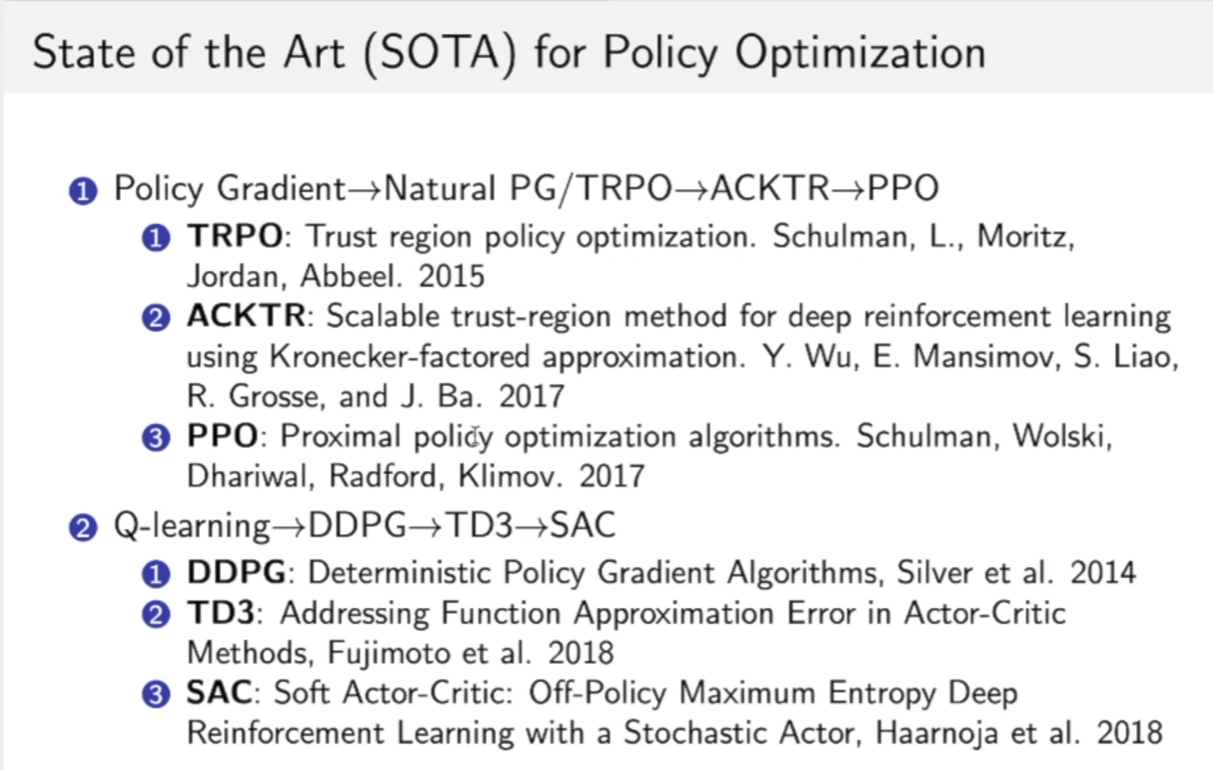 State of the Art (SOTA) for Policy Optimization
1 Policy Gradient→Natural PG/TRPO→ACKTR→PPO
1 TRPO: Trust region policy optimization. Schulman, L., Moritz,
Jordan, Abbeel. 2015
2 ACKTR: Scalable trust-region method for deep reinforcement learning
using Kronecker-factored approximation. Y. Wu, E. Mansimov, S. Liao,
R. Grosse, and J. Ba. 2017
3 PPO: Proximal policy optimization algorithms. Schulman, Wolski,
Dhariwal, Radford, Klimov. 2017
2 Q-learning→DDPG→TD3→SAC
1 DDPG: Deterministic Policy Gradient Algorithms, Silver et al. 2014
2 TD3: Addressing Function Approximation Error in Actor-Critic
Methods, Fujimoto et al. 2018
3 SAC: Soft Actor-Critic: Off-Policy Maximum Entropy Deep
Reinforcement Learning with a Stochastic Actor, Haarnoja et al. 2018